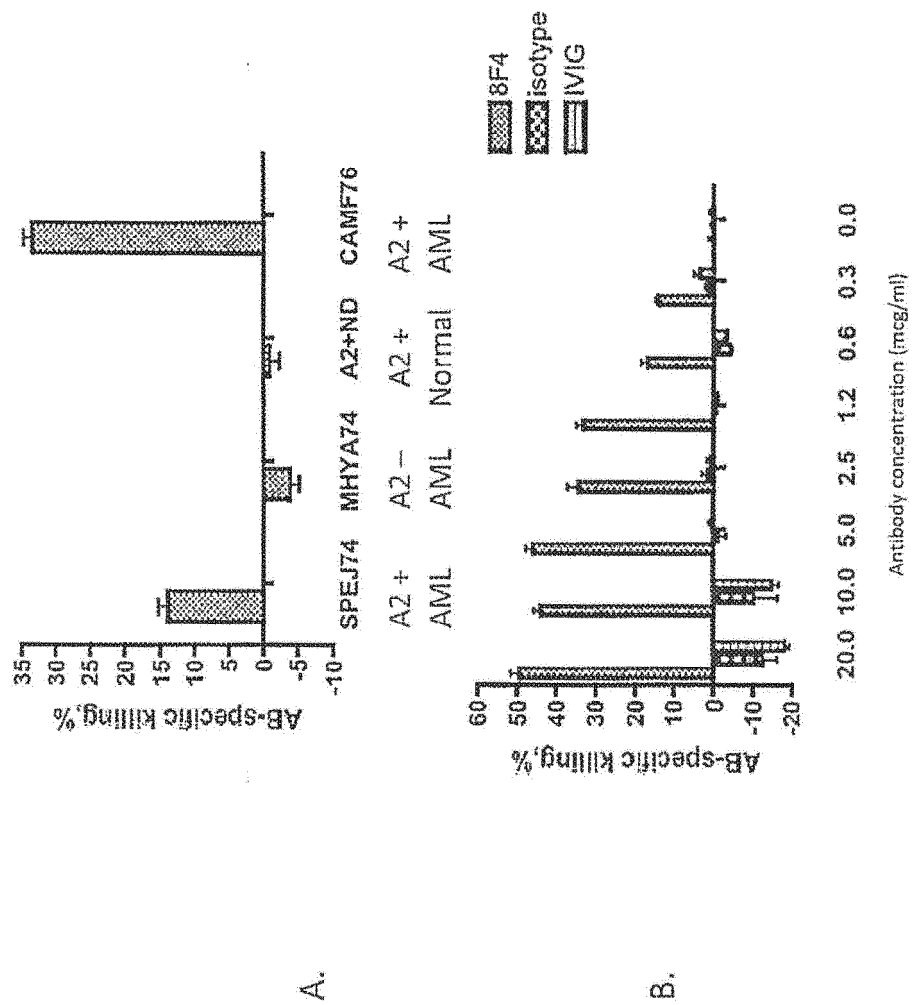 A.
AB-specific killing,%
35
30
25
20
15
10
5
0
-5
-10
SPEJ74 MHYA74 A2+ND CAMF76
A2 + A2 − A2 + A2 +
AML AML Normal AML
B.
AB-specific killing,%
60
50
40
30
20
10
0
-10
-20
20.0 10.0 5.0 2.5 1.2 0.6 0.3 0.0
Antibody concentration (mcg/ml)
8F4
isotype
IVIG